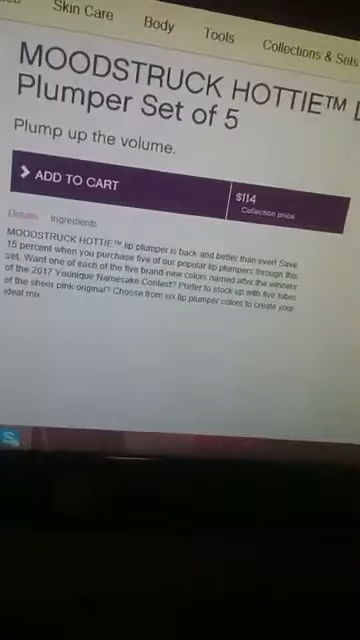 Skin Care
Body
Tools
Collections & Sets
MOODSTRUCK HOTTIE™
Plumper Set of 5
Plump up the volume.
ADD TO CART
$114
Collection price
Details
Ingredients
MOODSTRUCK HOTTIE™ lip plumper is back and better than ever! Save
15 percent when you purchase five of our popular lip plumpers through this
set. Want one of each of the five brand-new colors named after the winners
of the 2017 Younique Namesake Contest? Prefer to stock up with five tubes
of the sheer pink original? Choose from six lip plumper colors to create your
ideal mix